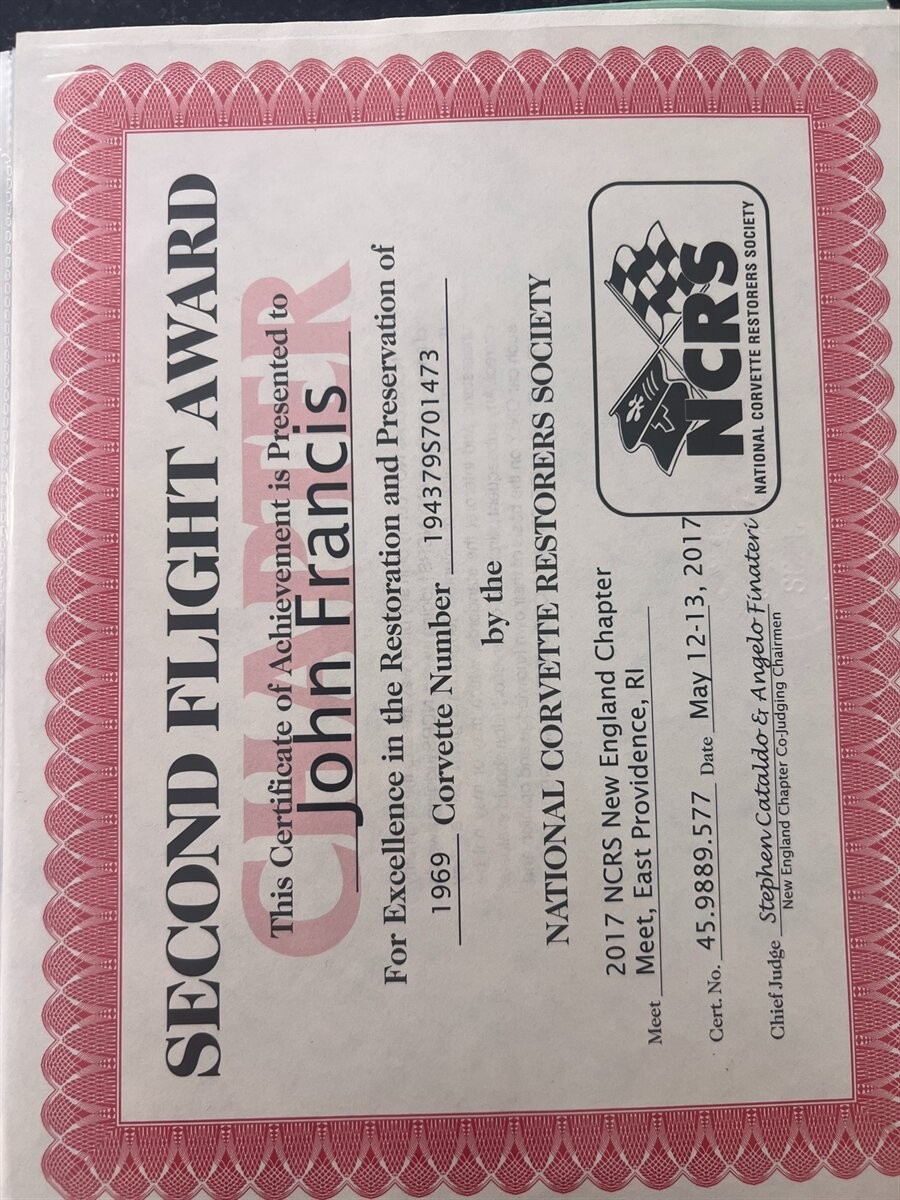 SECOND FLIGHT AWARD
CHAPTER
This Certificate of Achievement is Presented to
John Francis
For Excellence in the Restoration and Preservation of
1969 Corvette Number 194379S701473
by the
NATIONAL CORVETTE RESTORERS SOCIETY
2017 NCRS New England Chapter
Meet Meet, East Providence, RI
Cert. No. 45.9889.577 Date May 12-13, 2017
Chief Judge Stephen Cataldo & Angelo Finateri
New England Chapter Co-Judging Chairmen
NCRS
NATIONAL CORVETTE RESTORERS SOCIETY